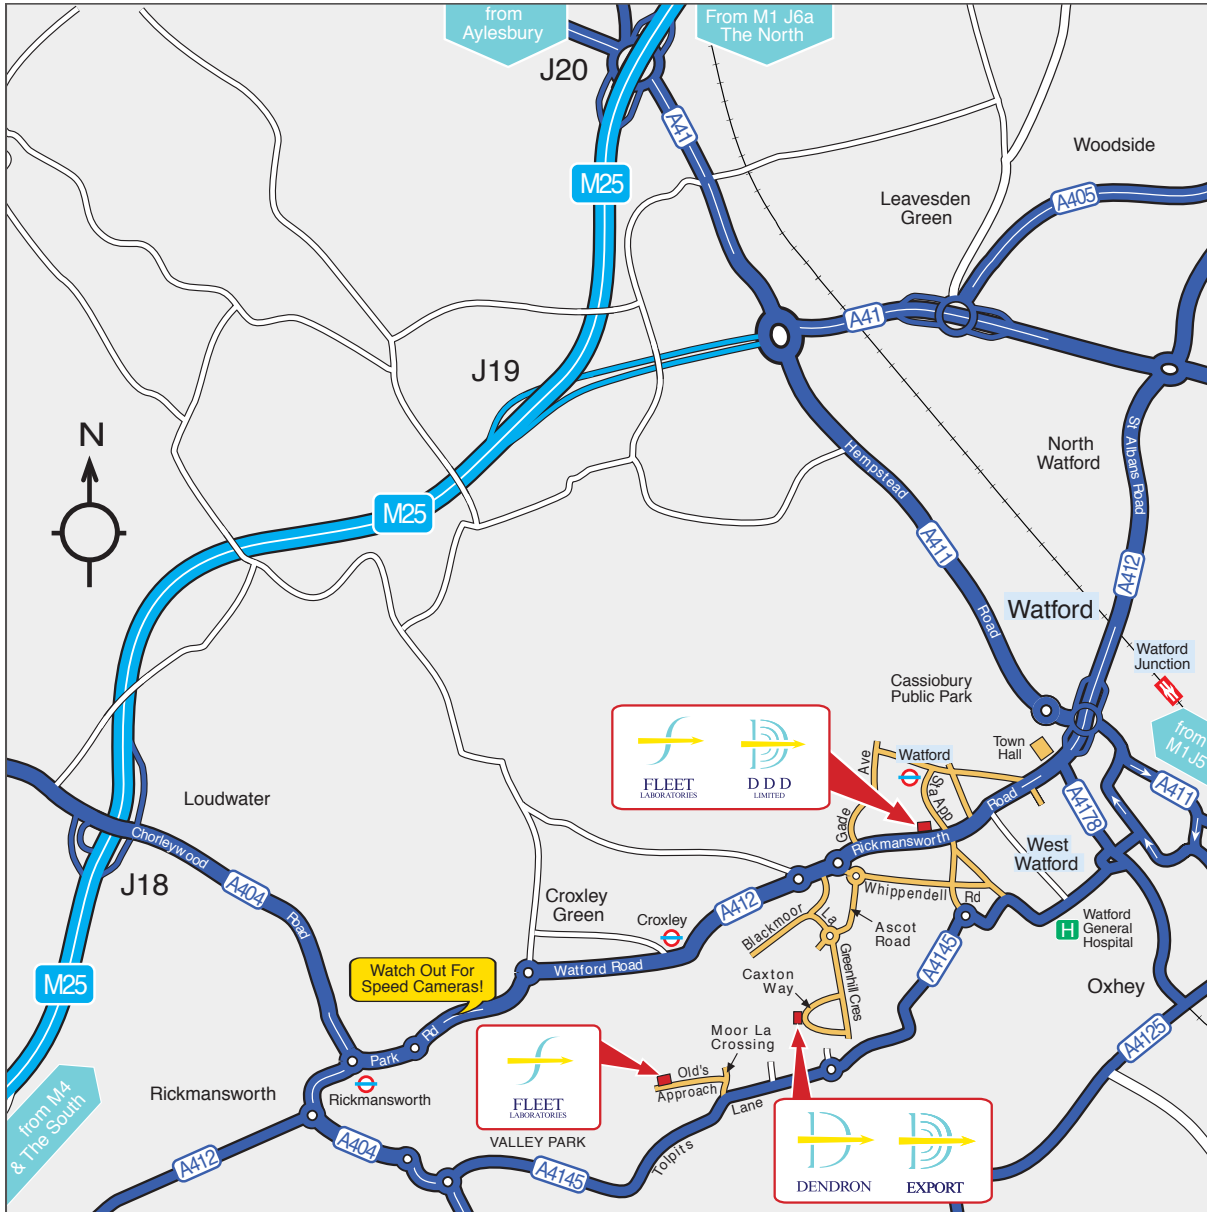 from
Aylesbury
From M1 J6a
The North
J20
A41
Woodside
M25
Leavesden
Green
A405
A41
J19
N
St Albans Road
North
Watford
Hempstead
M25
A411
A412
Road
Watford
Watford
Junction
Cassiobury
Public Park
from
M1 J5
Town
Hall
Watford
Ave
FLEET
LABORATORIES
D D D
LIMITED
Sta App
A411
Loudwater
Road
A4178
Gade
Rickmansworth
Chorleywood
West
Watford
J18
A404
Whippendell
Rd
Croxley
Green
A412
Blackmoor
La
Croxley
Road
Ascot
Road
H
Watford
General
Hospital
A4145
Greenhill Cres
Watch Out For
Speed Cameras!
Watford Road
Caxton
Way
M25
Oxhey
Rd
Moor La
Crossing
A4125
Park
Old's
Approach
Rickmansworth
Rickmansworth
from M4
& The South
FLEET
LABORATORIES
Lane
VALLEY PARK
A404
Tolpits
A412
A4145
DENDRON
EXPORT